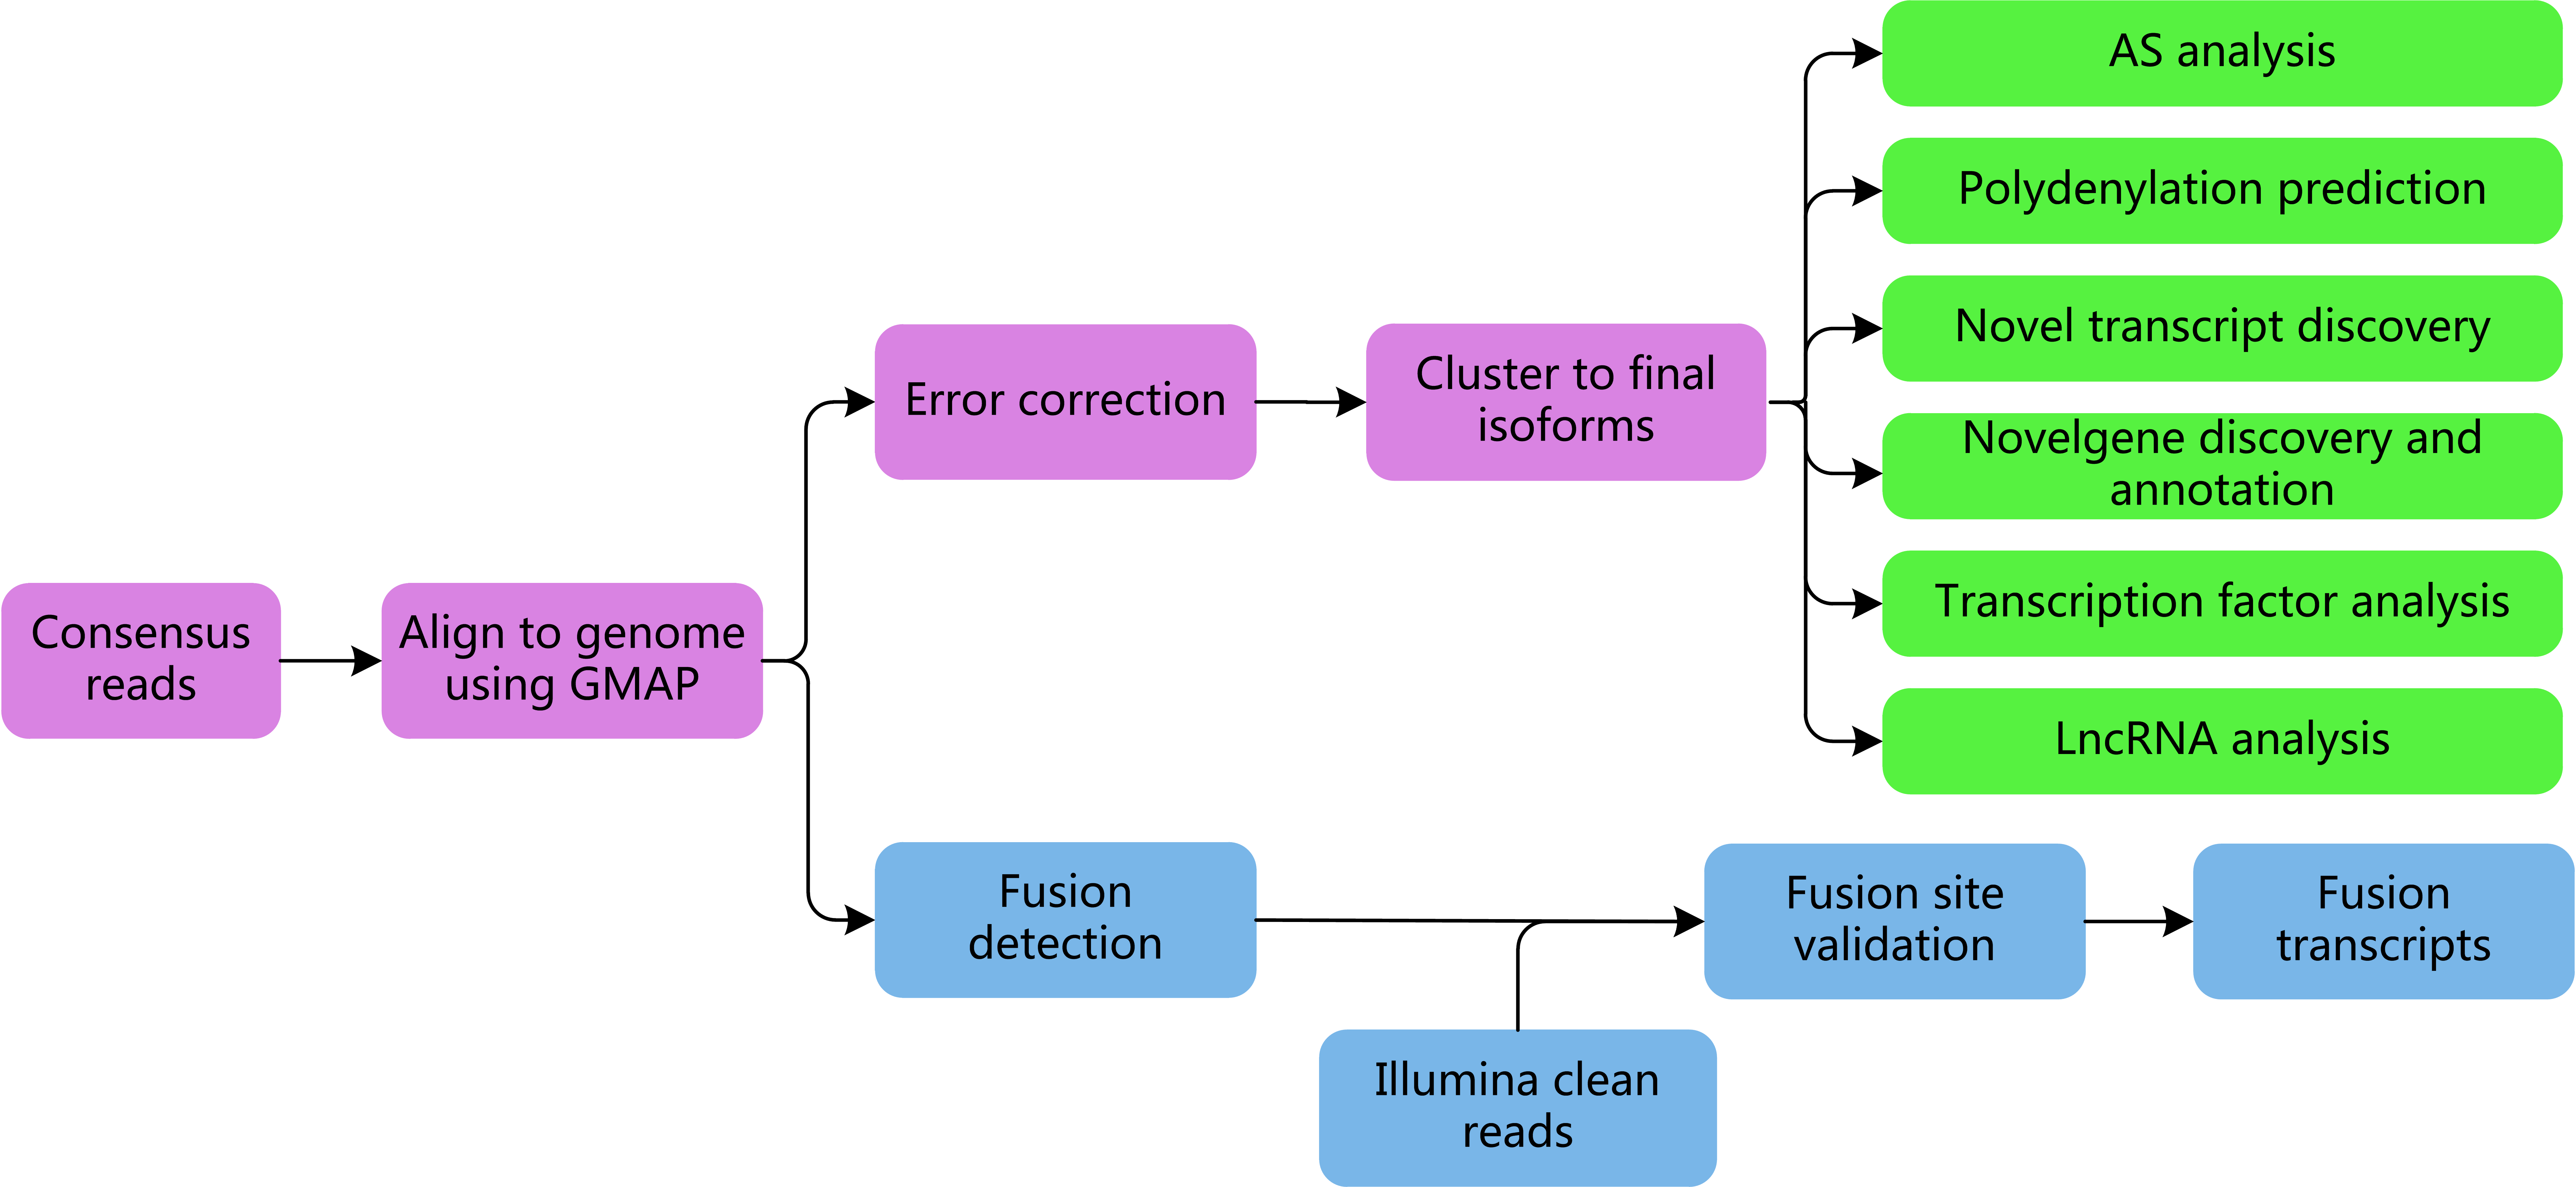 AS analysis
Polydenylation prediction
Novel transcript discovery
Error correction
Cluster to final
isoforms
Novelgene discovery and
annotation
Transcription factor analysis
Consensus
reads
Align to genome
using GMAP
LncRNA analysis
Fusion
detection
Fusion site
validation
Fusion
transcripts
Illumina clean
reads